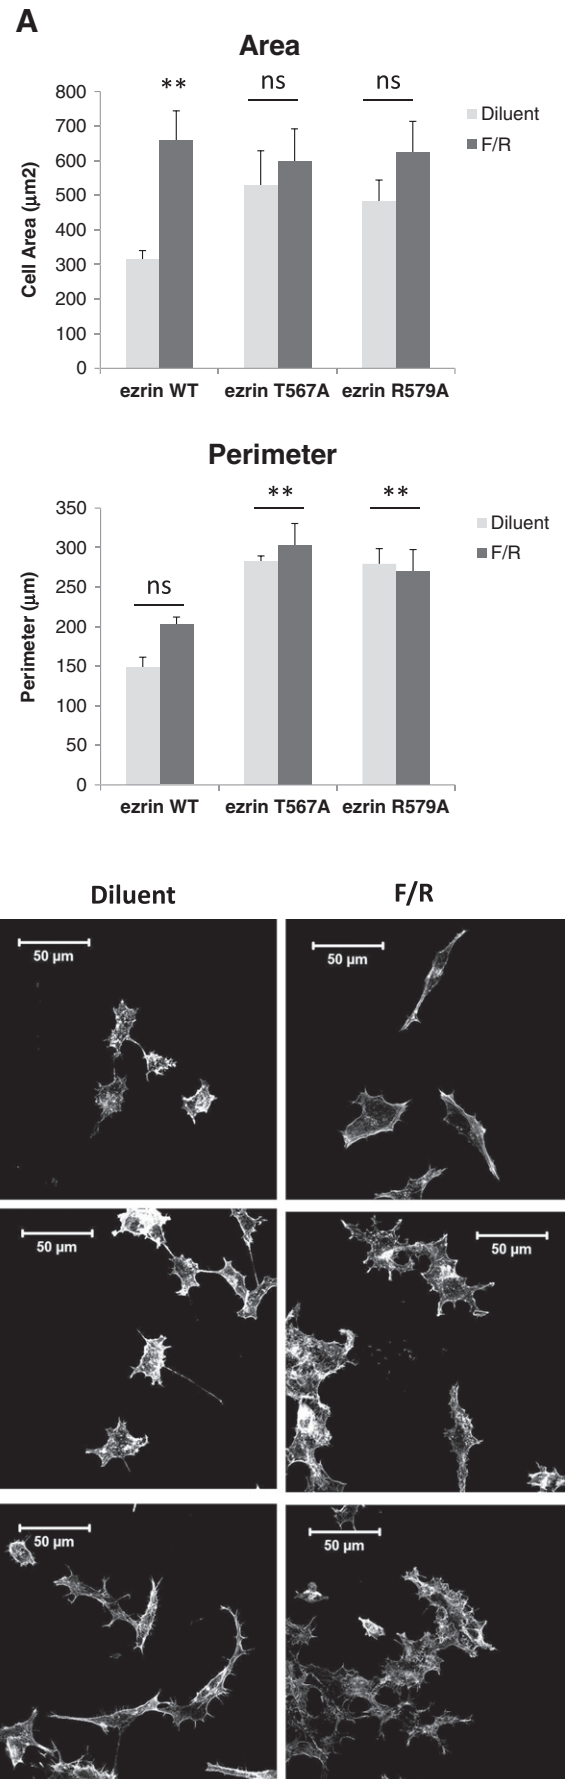 A
Area
** ns ns
Diluent
F/R
Cell Area (µm2)
800
700
600
500
400
300
200
100
0
ezrin WT ezrin T567A ezrin R579A
Perimeter
ns ** **
Diluent
F/R
Perimeter (µm)
350
300
250
200
150
100
50
0
ezrin WT ezrin T567A ezrin R579A
Diluent F/R
50 µm 50 µm
50 µm 50 µm
50 µm 50 µm